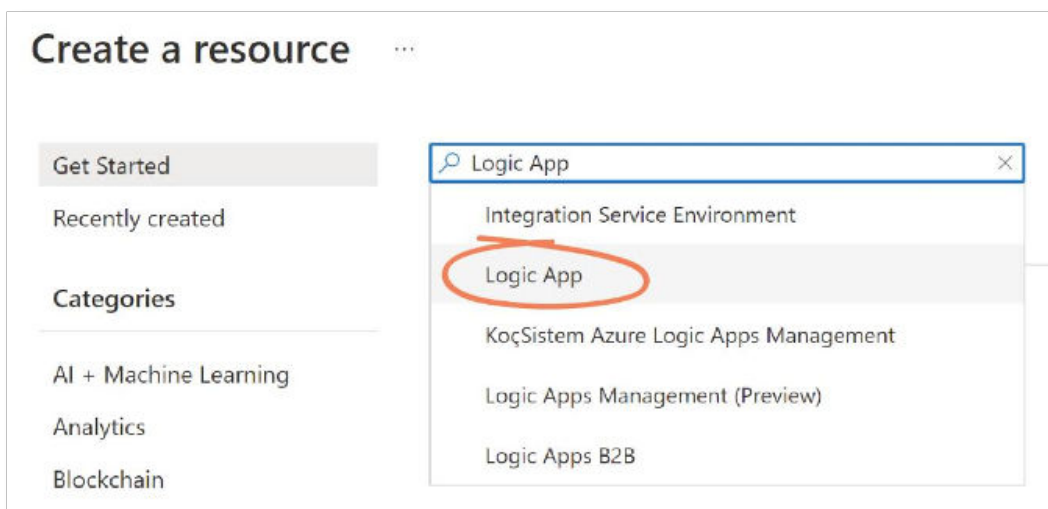 Create a resource ...
Get Started
Recently created
Categories
AI + Machine Learning
Analytics
Blockchain
Logic App
Integration Service Environment
Logic App
KoçSistem Azure Logic Apps Management
Logic Apps Management (Preview)
Logic Apps B2B